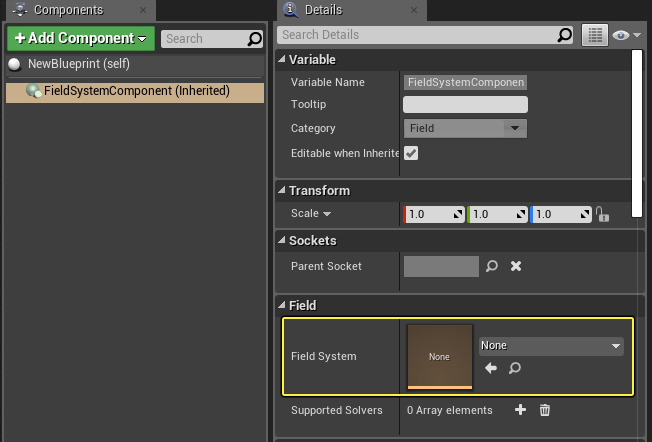 Components
Details
+Add Component
Search
Search Details
NewBlueprint (self)
FieldSystemComponent (Inherited)
Variable
Variable Name
FieldSystemComponen
Tooltip
Category
Field
Editable when Inherite
Transform
Scale
1.0
1.0
1.0
Sockets
Parent Socket
Field
Field System
None
None
Supported Solvers
0 Array elements